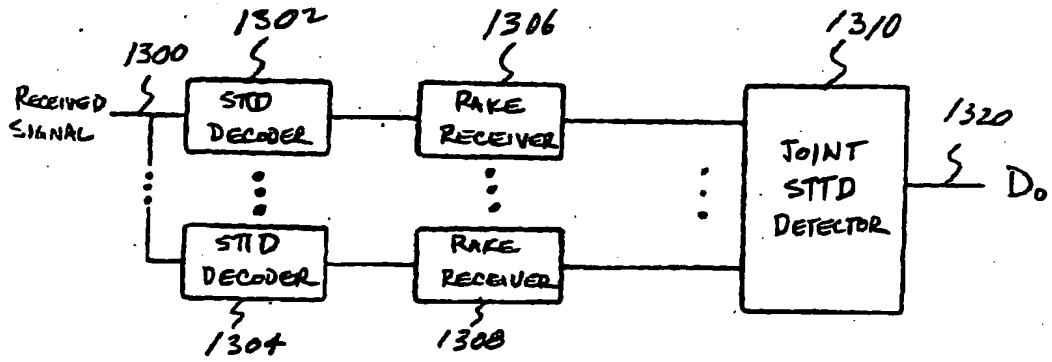 1300
1302
1306
1310
1320
RECEIVED
SIGNAL
STTD
DECODER
RAKE
RECEIVER
JOINT
STTD
DETECTOR
D₀
STTD
DECODER
RAKE
RECEIVER
1304
1308